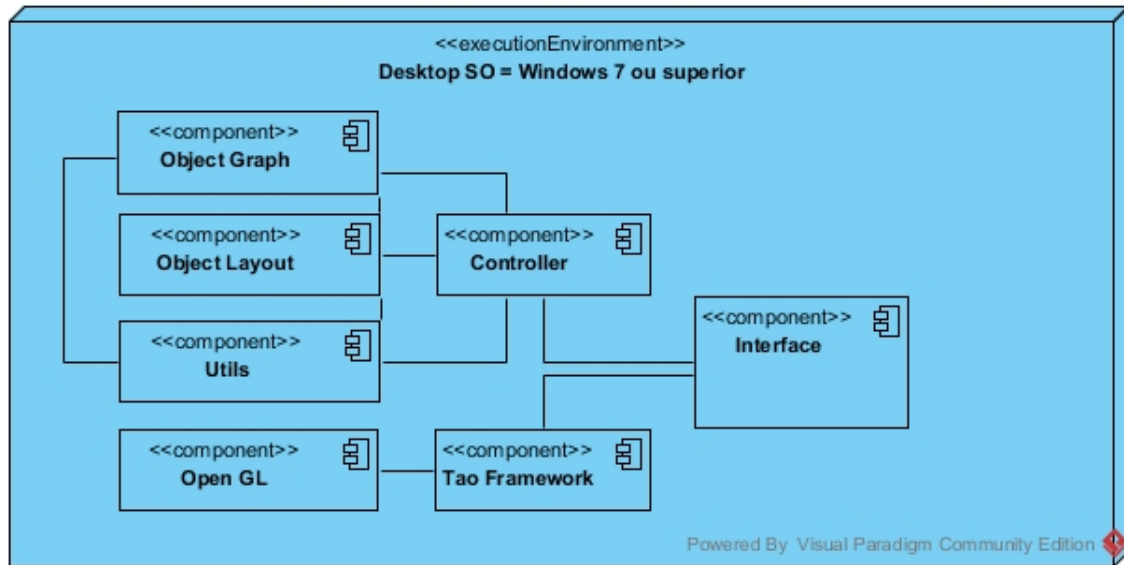 <<executionEnvironment>>
Desktop SO = Windows 7 ou superior
<<component>>
Object Graph
<<component>>
Object Layout
<<component>>
Controller
<<component>>
Utils
<<component>>
Interface
<<component>>
Open GL
<<component>>
Tao Framework
Powered By Visual Paradigm Community Edition